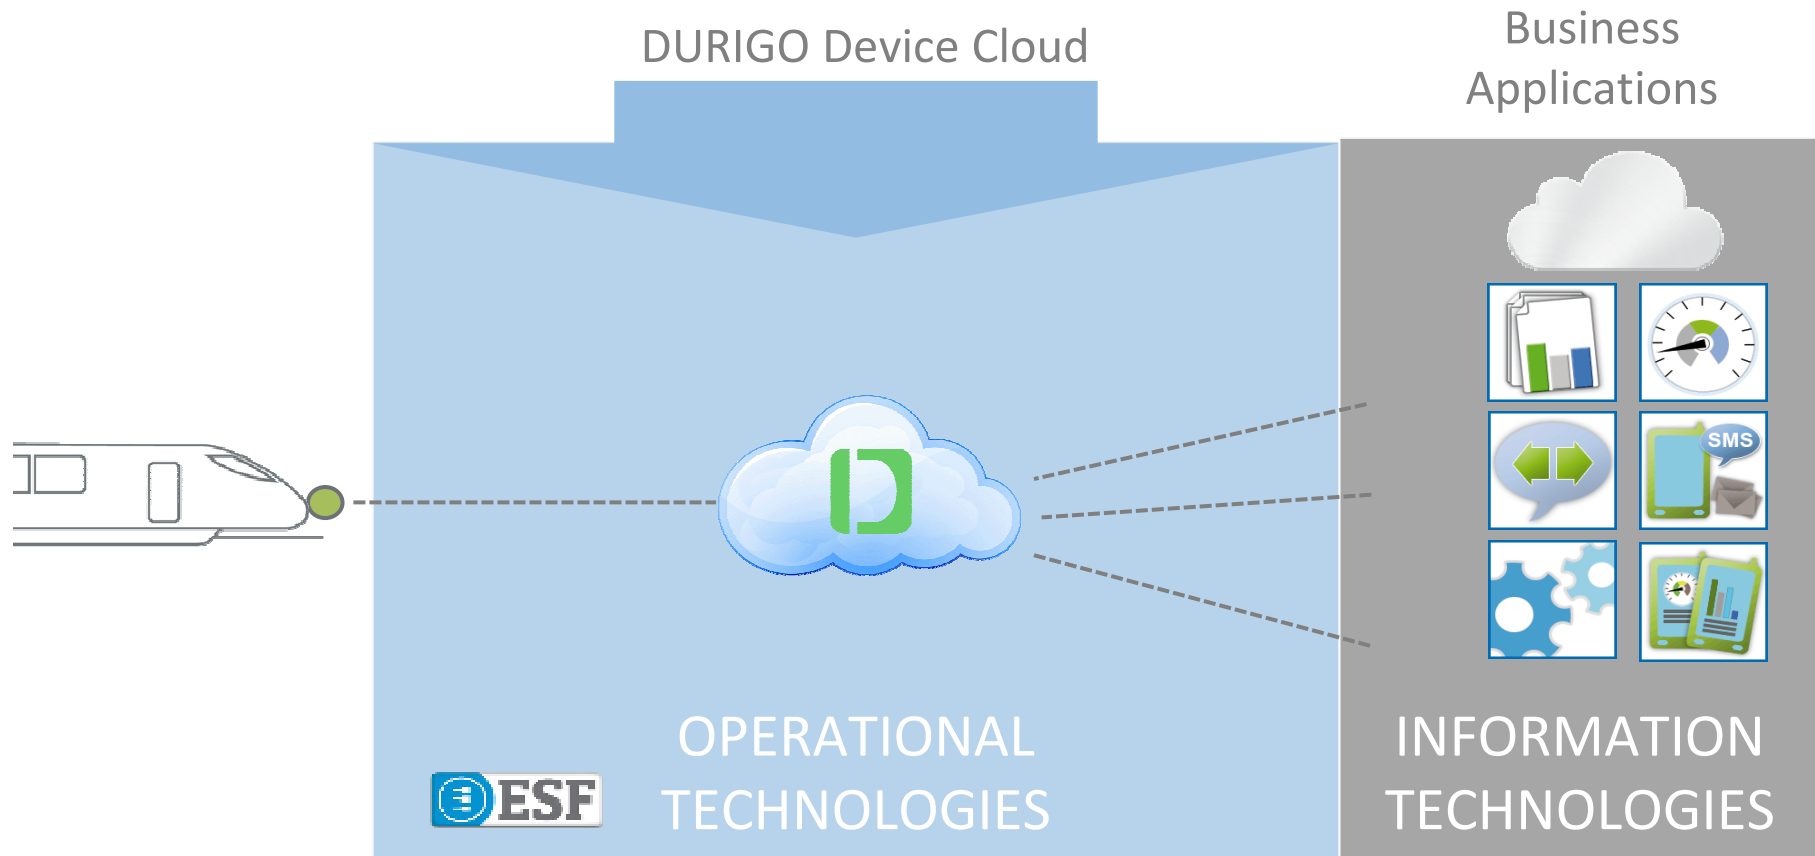 DURIGO Device Cloud
Business
Applications
SMS
D
OPERATIONAL
TECHNOLOGIES
ESF
INFORMATION
TECHNOLOGIES